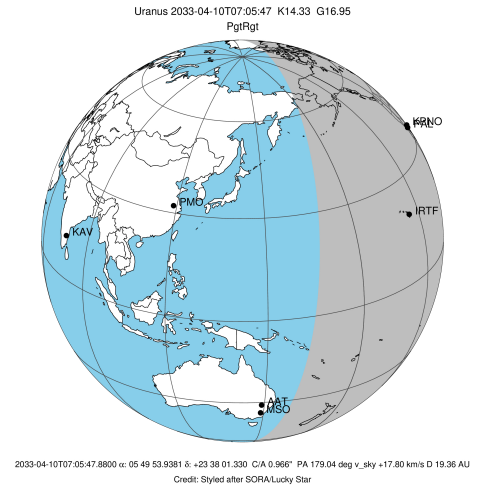 Uranus 2033-04-10T07:05:47 K14.33 G16.95
PgtRgt
KAV
PMO
IRTF
AAT
MSO
2033-04-10T07:05:47.8800 α: 05 49 53.9381 δ: +23 38 01.330 C/A 0.966" PA 179.04 deg v_sky +17.80 km/s D 19.36 AU
Credit: Styled after SORA/Lucky Star